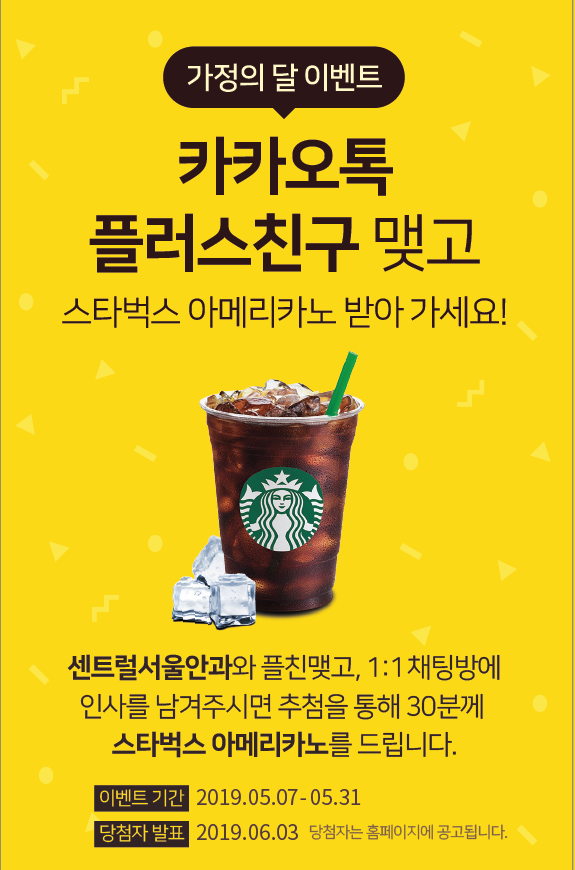 가정의 달 이벤트
카카오톡
플러스친구 맺고
스타벅스 아메리카노 받아 가세요!
센트럴서울안과와 플친맺고, 1:1 채팅방에
인사를 남겨주시면 추첨을 통해 30분께
스타벅스 아메리카노를 드립니다.
이벤트 기간 2019.05.07 - 05.31
당첨자 발표 2019.06.03 당첨자는 홈페이지에 공고됩니다.